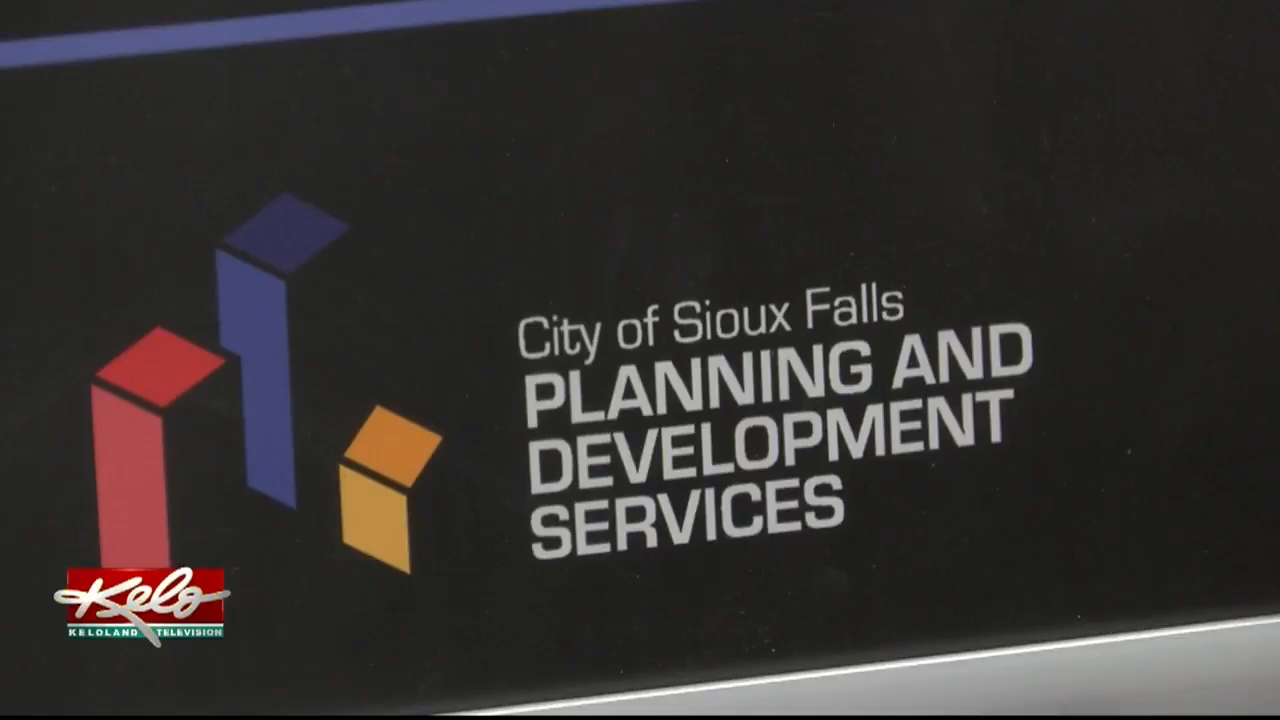 City of Sioux Falls
PLANNING AND
DEVELOPMENT
SERVICES
Kelo
KELOLAND TELEVISION